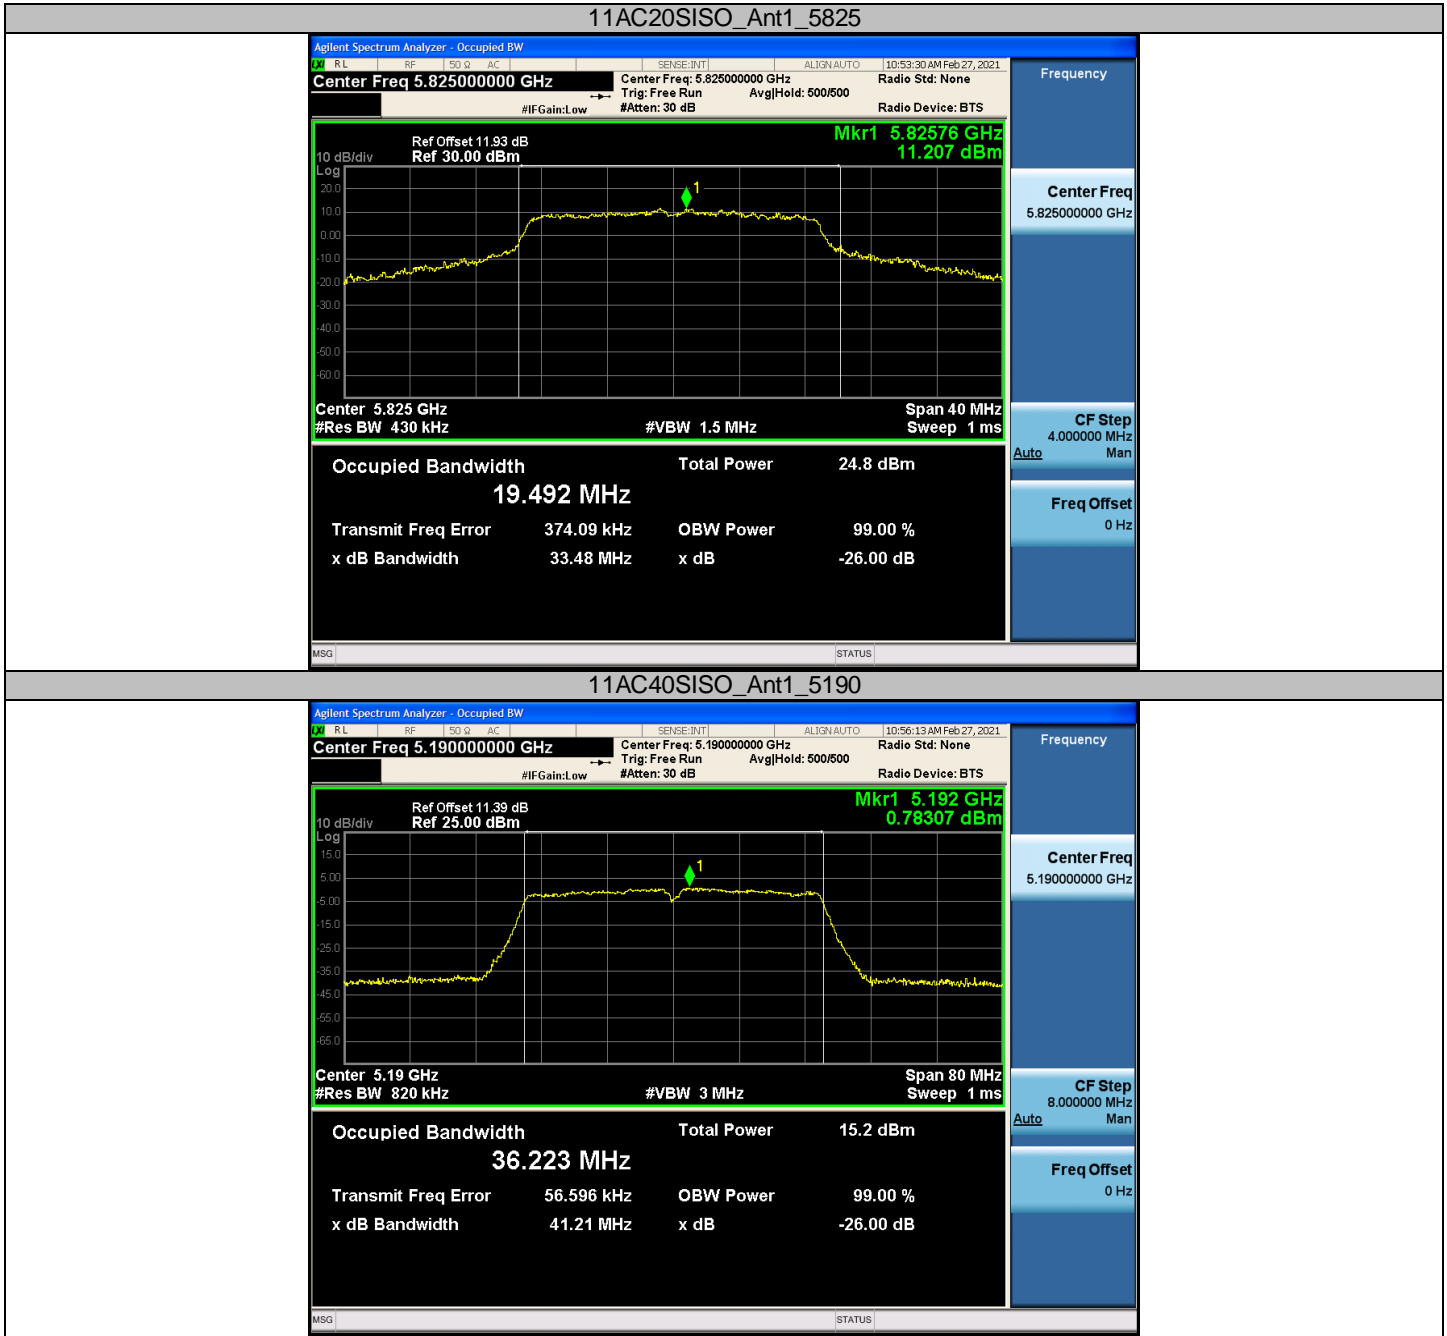 11AC20SISO_Ant1_5825
Agilent Spectrum Analyzer - Occupied BW
LXI RL RF 50 Ω AC SENSE:INT ALIGN AUTO 10:53:30 AM Feb 27, 2021
Center Freq 5.825000000 GHz
Center Freq: 5.825000000 GHz Radio Std: None
Trig: Free Run Avg|Hold: 500/500
#IFGain:Low #Atten: 30 dB Radio Device: BTS
Frequency
Mkr1 5.82576 GHz
11.207 dBm
Ref Offset 11.93 dB
10 dB/div Ref 30.00 dBm
Log
20.0
10.0
0.00
-10.0
-20.0
-30.0
-40.0
-50.0
-60.0
1
Center 5.825 GHz Span 40 MHz
#Res BW 430 kHz #VBW 1.5 MHz Sweep 1 ms
Occupied Bandwidth Total Power 24.8 dBm
19.492 MHz
Transmit Freq Error 374.09 kHz OBW Power 99.00 %
x dB Bandwidth 33.48 MHz x dB -26.00 dB
Center Freq
5.825000000 GHz
CF Step
4.000000 MHz
Auto Man
Freq Offset
0 Hz
MSG STATUS
11AC40SISO_Ant1_5190
Agilent Spectrum Analyzer - Occupied BW
LXI RL RF 50 Ω AC SENSE:INT ALIGN AUTO 10:56:13 AM Feb 27, 2021
Center Freq 5.190000000 GHz
Center Freq: 5.190000000 GHz Radio Std: None
Trig: Free Run Avg|Hold: 500/500
#IFGain:Low #Atten: 30 dB Radio Device: BTS
Frequency
Mkr1 5.192 GHz
0.78307 dBm
Ref Offset 11.39 dB
10 dB/div Ref 25.00 dBm
Log
15.0
5.00
-5.00
-15.0
-25.0
-35.0
-45.0
-55.0
-65.0
1
Center 5.19 GHz Span 80 MHz
#Res BW 820 kHz #VBW 3 MHz Sweep 1 ms
Occupied Bandwidth Total Power 15.2 dBm
36.223 MHz
Transmit Freq Error 56.596 kHz OBW Power 99.00 %
x dB Bandwidth 41.21 MHz x dB -26.00 dB
Center Freq
5.190000000 GHz
CF Step
8.000000 MHz
Auto Man
Freq Offset
0 Hz
MSG STATUS